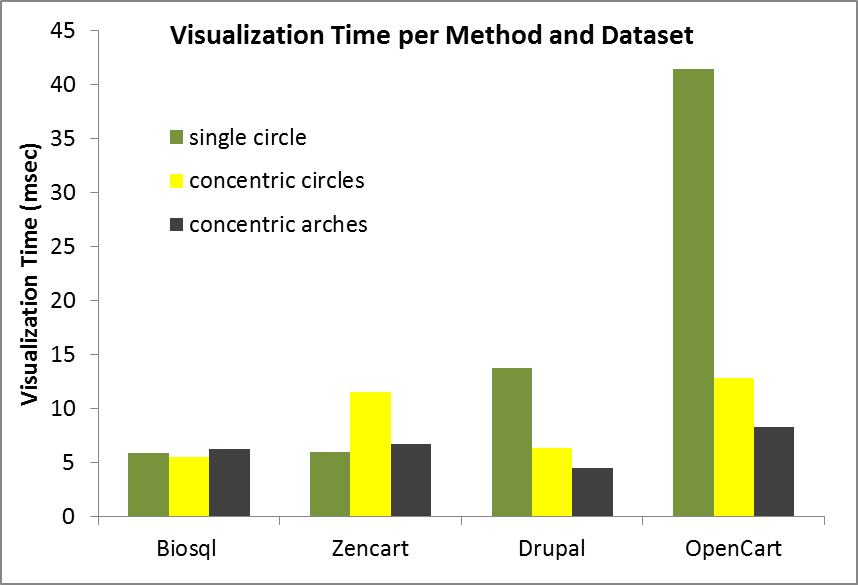 Visualization Time per Method and Dataset
Visualization Time (msec)
45
40
35
30
25
20
15
10
5
0
single circle
concentric circles
concentric arches
Biosql Zencart Drupal OpenCart